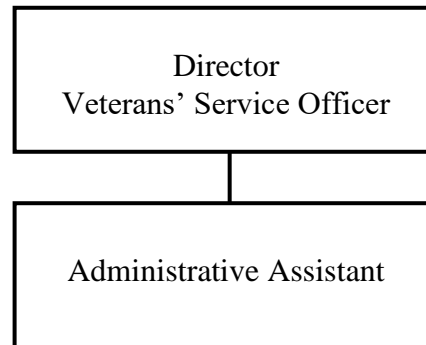 Director
Veterans’ Service Officer
Administrative Assistant